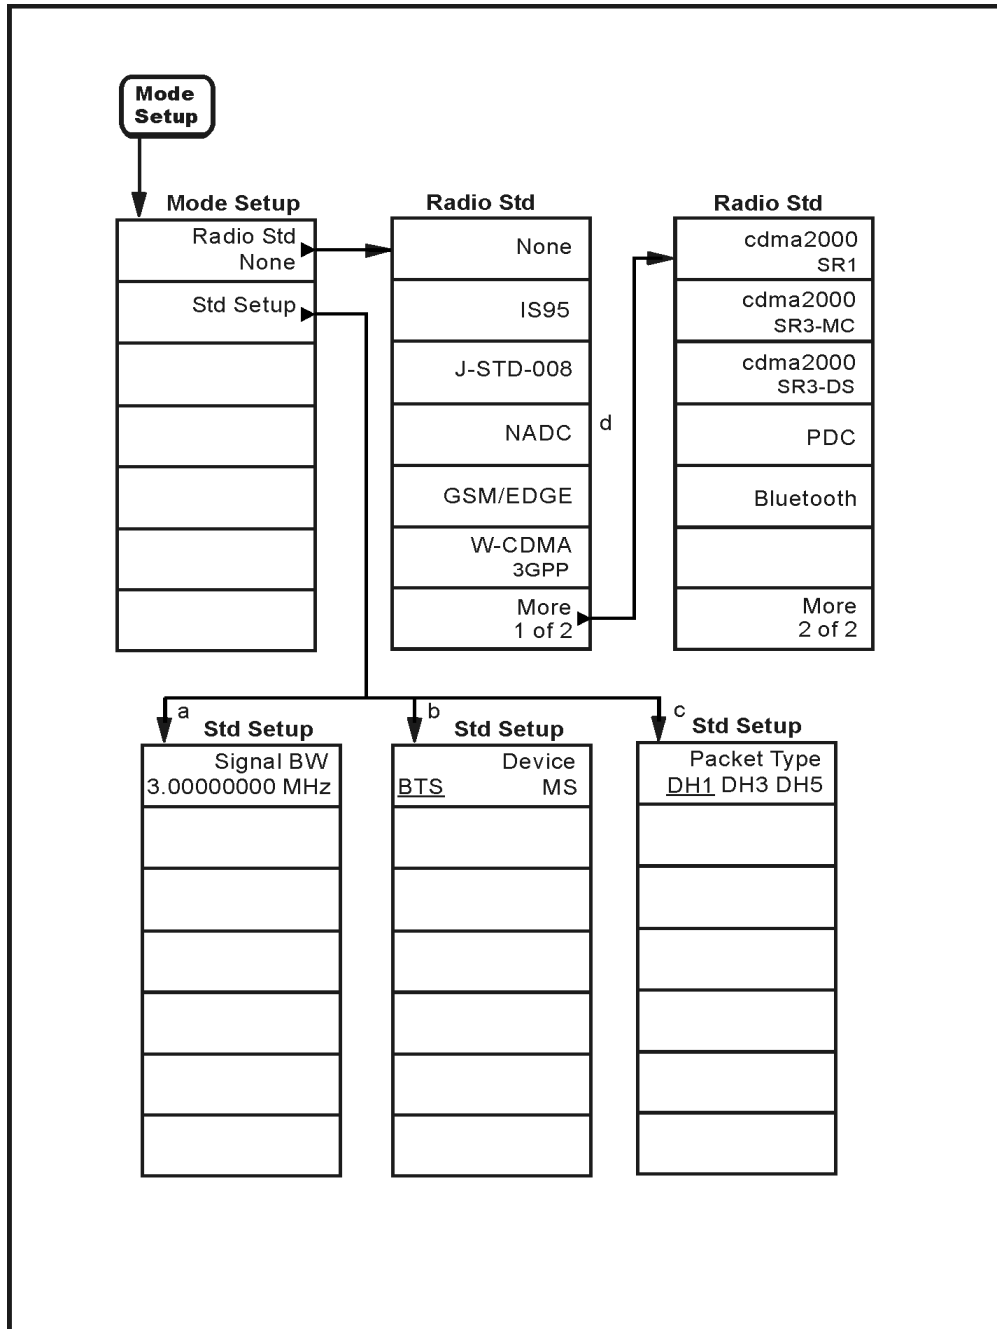 Mode
Setup
Mode Setup
Radio Std
None
Std Setup
Radio Std
None
IS95
J-STD-008
NADC
GSM/EDGE
W-CDMA
3GPP
More
1 of 2
d
Radio Std
cdma2000
SR1
cdma2000
SR3-MC
cdma2000
SR3-DS
PDC
Bluetooth
More
2 of 2
a
Std Setup
Signal BW
3.00000000 MHz
b
Std Setup
Device
BTS MS
c
Std Setup
Packet Type
DH1 DH3 DH5